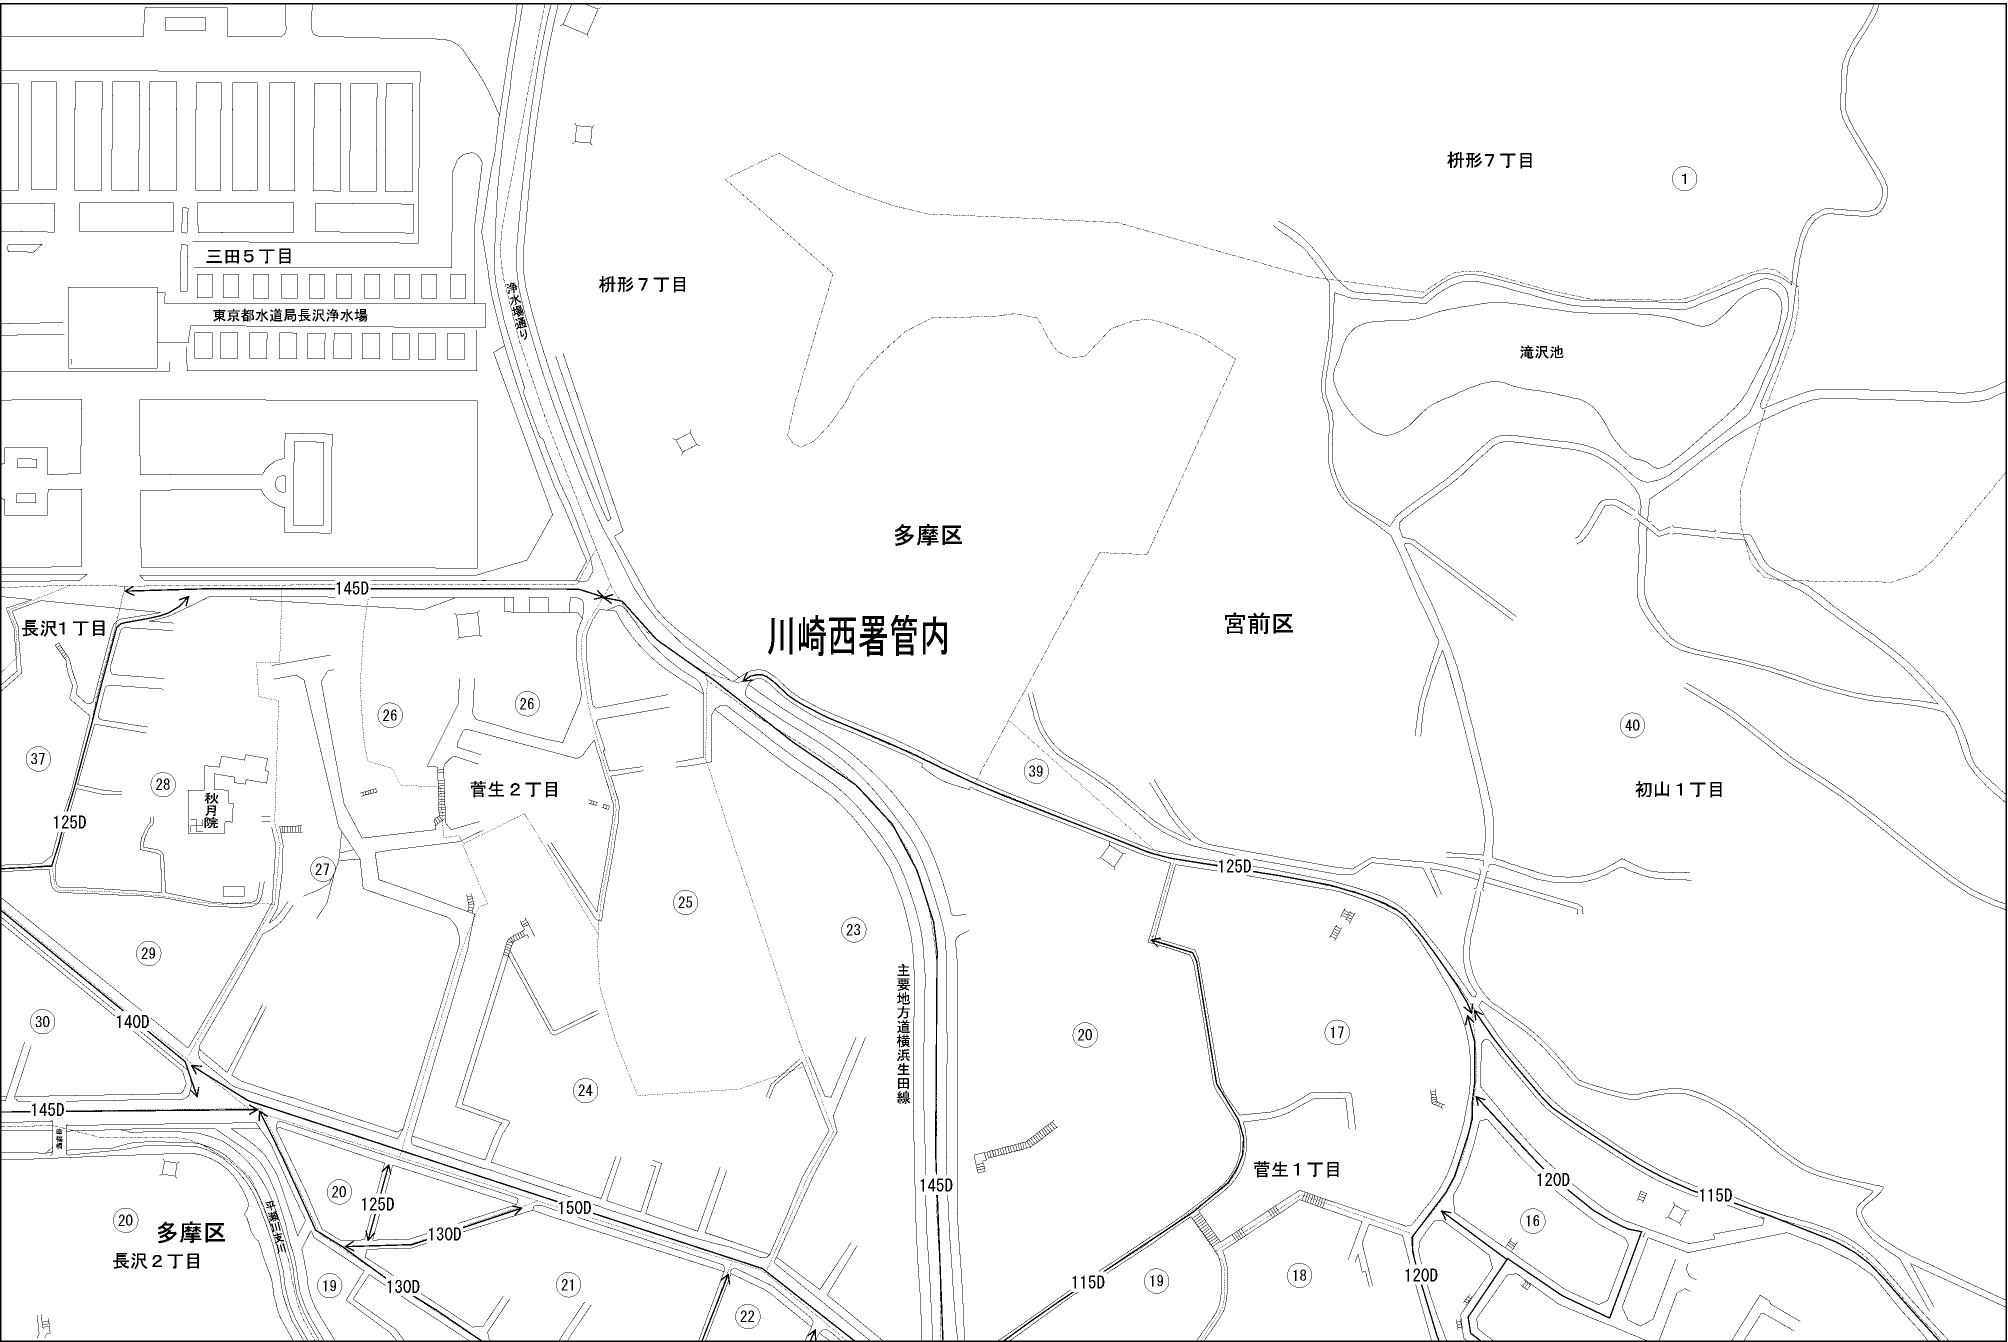 枡形７丁目
1
三田５丁目
枡形７丁目
浄水場通り
東京都水道局長沢浄水場
滝沢池
多摩区
145D
川崎西署管内
宮前区
長沢１丁目
26
26
40
37
28
菅生２丁目
39
初山１丁目
秋月院
125D
27
125D
25
23
29
主要地方道横浜生田線
30
140D
20
17
24
145D
菅生１丁目
20
125D
150D
145D
120D
115D
20
多摩区
130D
16
長沢２丁目
19
130D
21
115D
19
18
120D
22